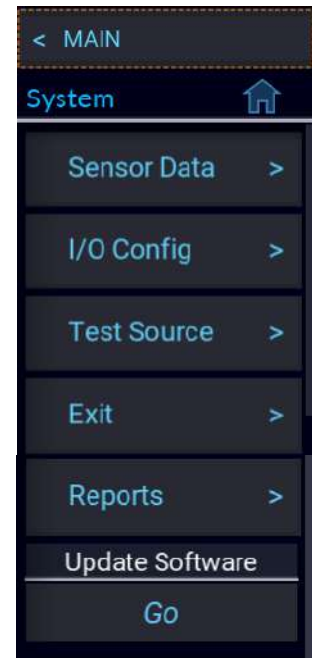 < MAIN
System
Sensor Data >
I/O Config >
Test Source >
Exit >
Reports >
Update Software
Go